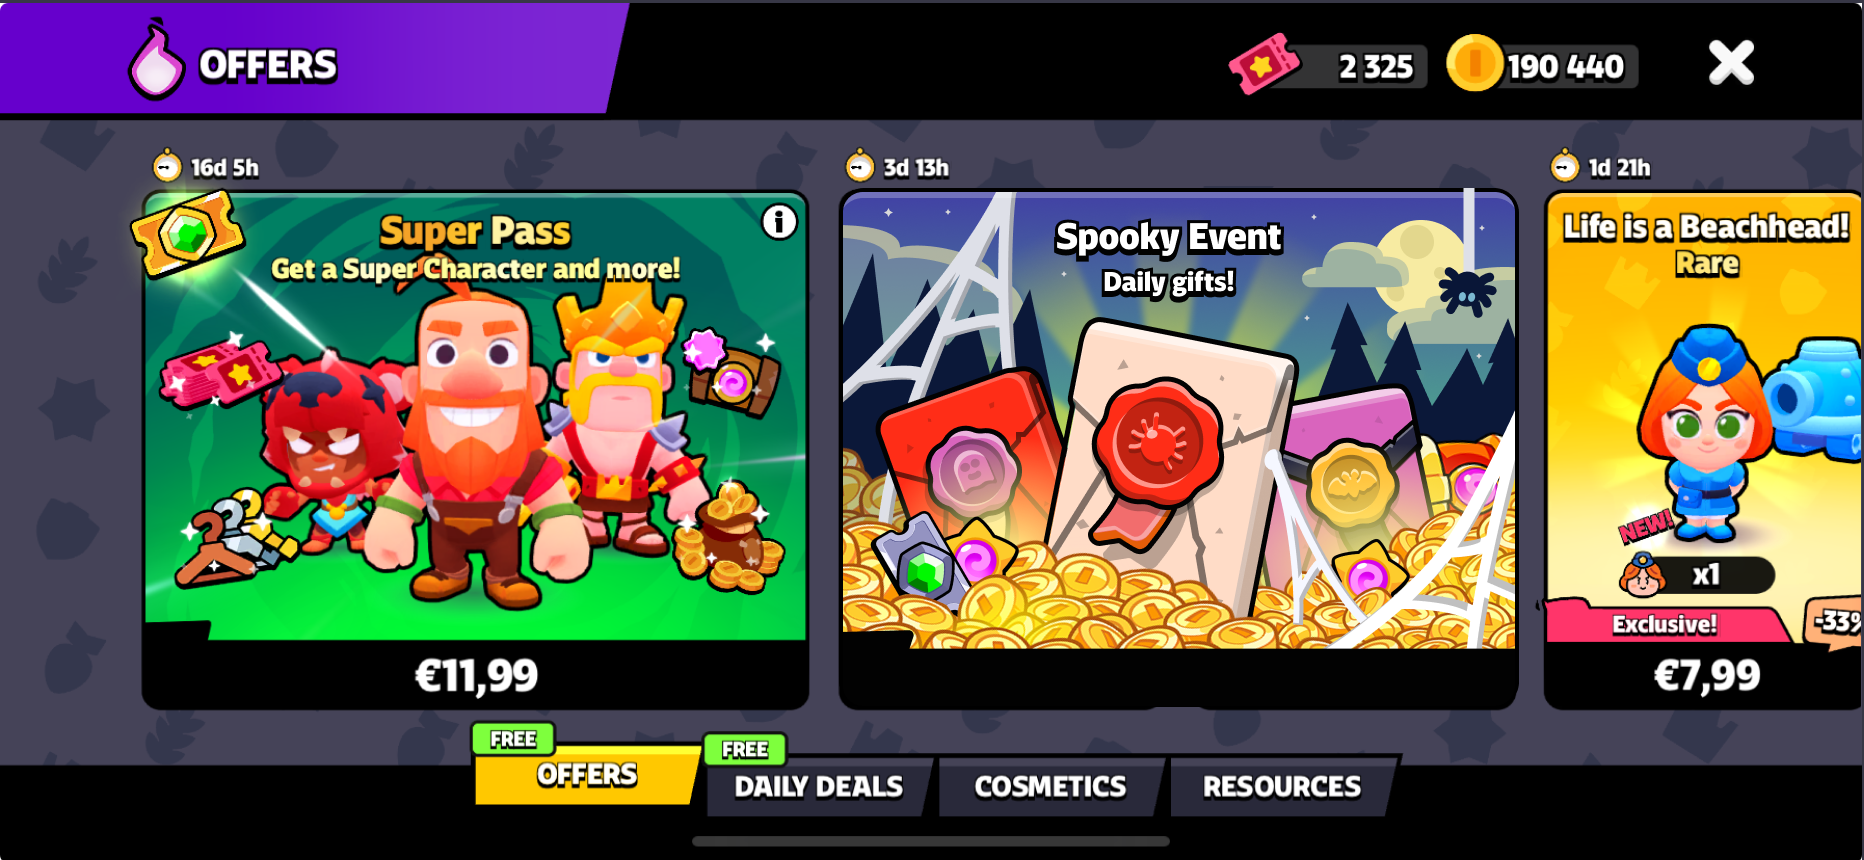 OFFERS
2 325
190 440
16d 5h
Super Pass
Get a Super Character and more!
€11,99
3d 13h
Spooky Event
Daily gifts!
1d 21h
Life is a Beachhead!
Rare
NEW!
x1
Exclusive!
-33%
€7,99
FREE
OFFERS
FREE
DAILY DEALS
COSMETICS
RESOURCES